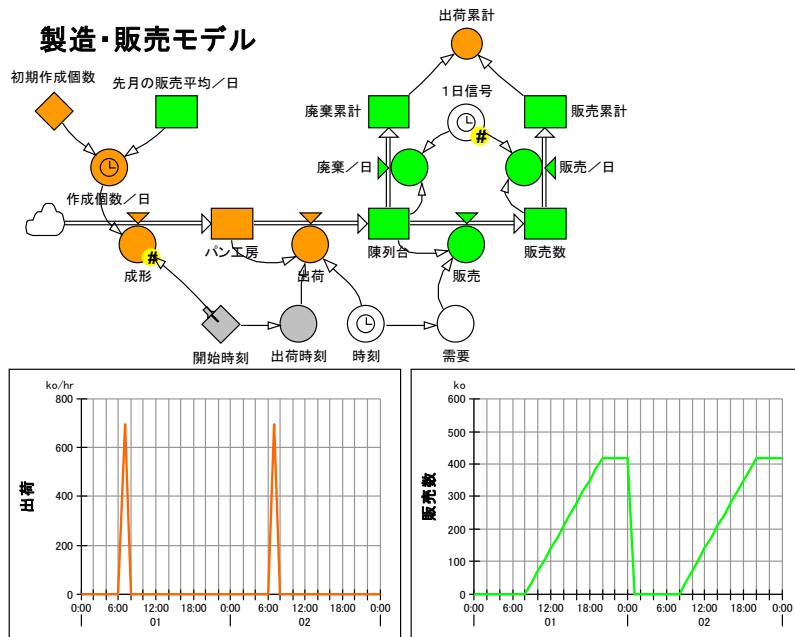 製造・販売モデル
出荷累計
初期作成個数
先月の販売平均／日
廃棄累計
1日信号
販売累計
#
廃棄／日
販売／日
作成個数／日
成形
#
パン工房
出荷
陳列台
販売
販売数
開始時刻
出荷時刻
時刻
需要
ko/hr
800
600
400
200
0
出荷
0:00 6:00 12:00 18:00 0:00 6:00 12:00 18:00 0:00
01 02
ko
600
500
400
300
200
100
0
販売数
0:00 6:00 12:00 18:00 0:00 6:00 12:00 18:00 0:00
01 02